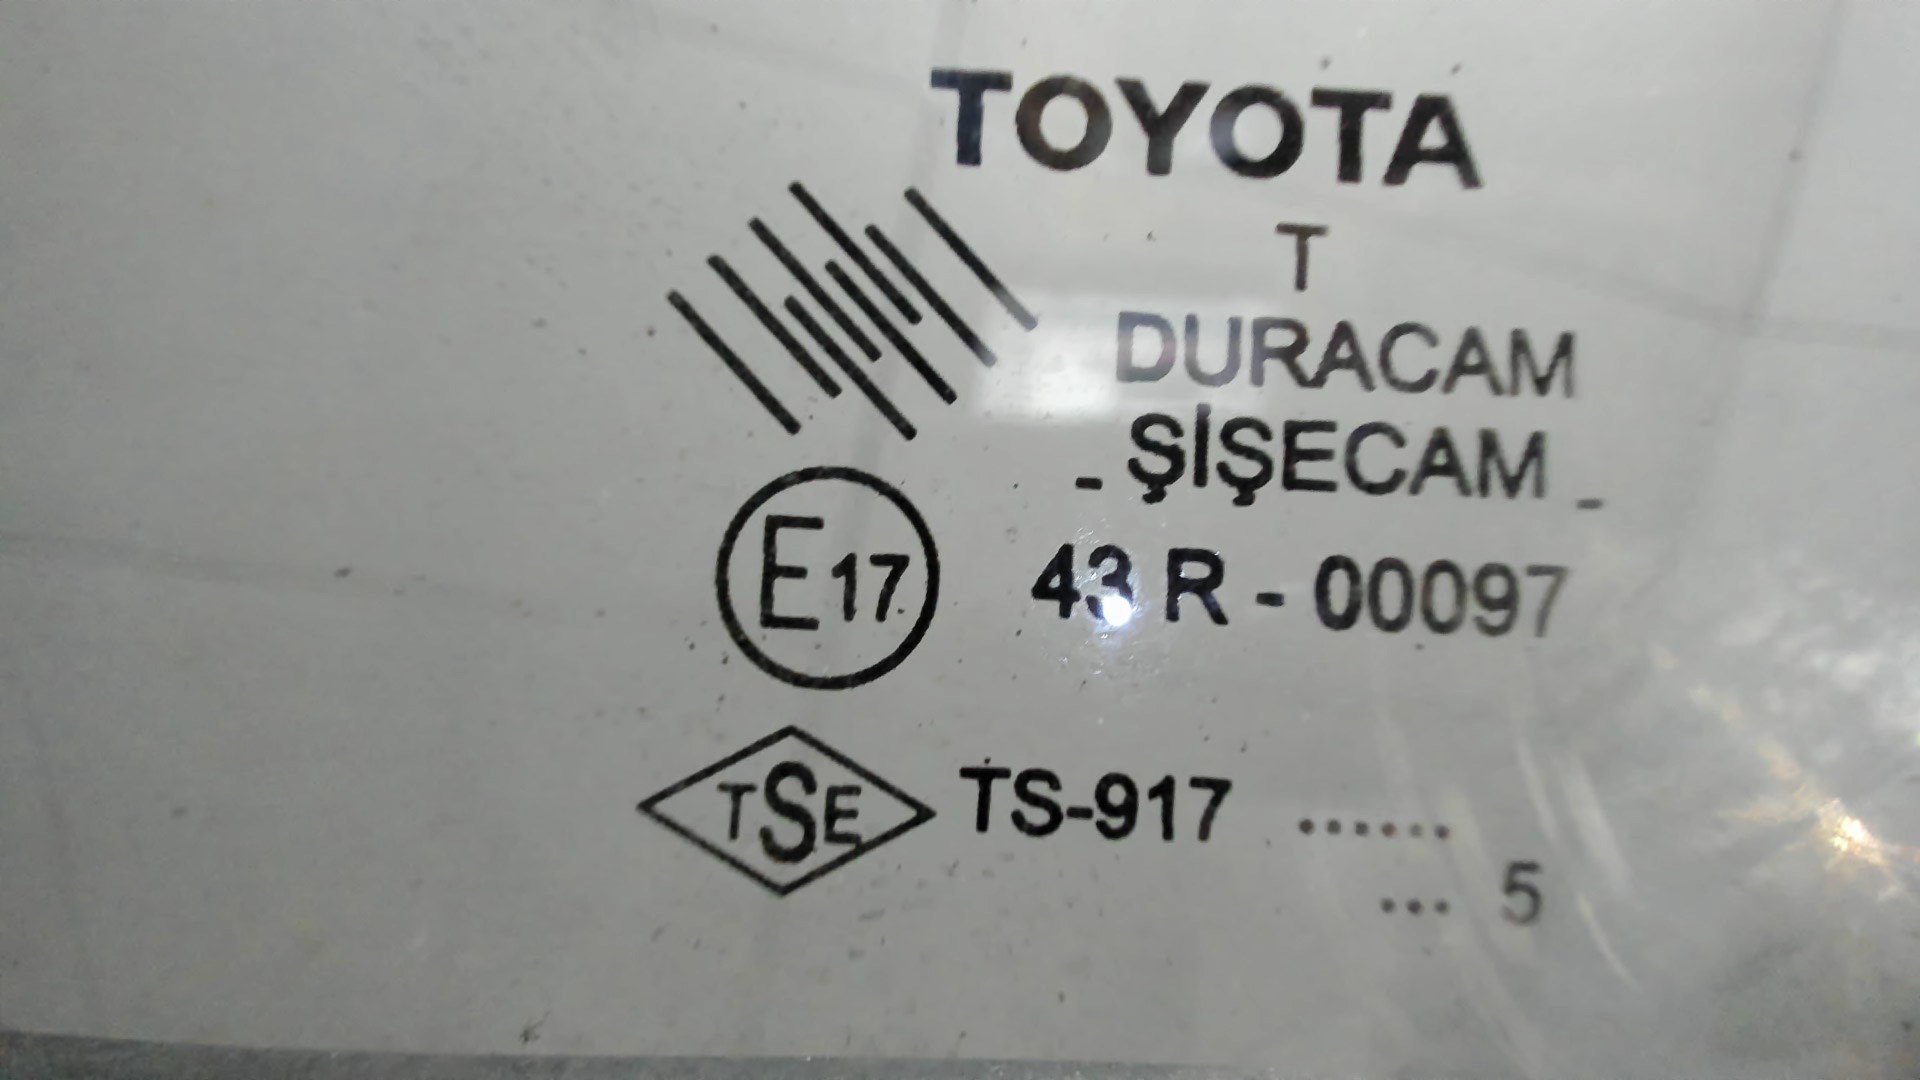 TOYOTA
T
DURACAM
- ŞİŞECAM -
E17 43 R - 00097
TSE TS-917 ......
... 5